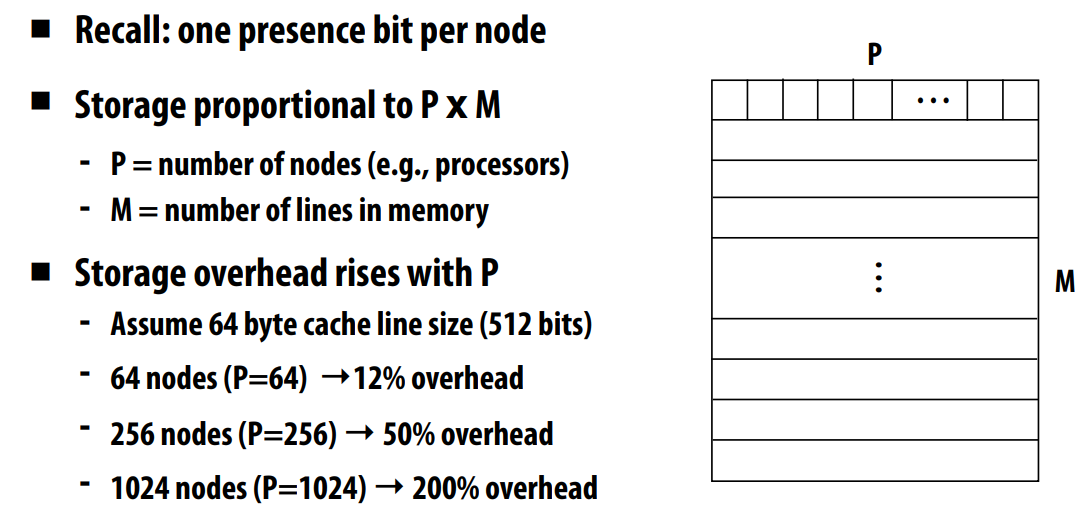 ■ Recall: one presence bit per node
■ Storage proportional to P x M
- P = number of nodes (e.g., processors)
- M = number of lines in memory
■ Storage overhead rises with P
- Assume 64 byte cache line size (512 bits)
- 64 nodes (P=64) →12% overhead
- 256 nodes (P=256) → 50% overhead
- 1024 nodes (P=1024) → 200% overhead
P
...
⋮
M